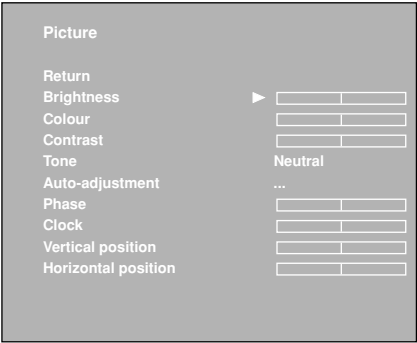 Picture
Return
Brightness
Colour
Contrast
Tone Neutral
Auto-adjustment ...
Phase
Clock
Vertical position
Horizontal position